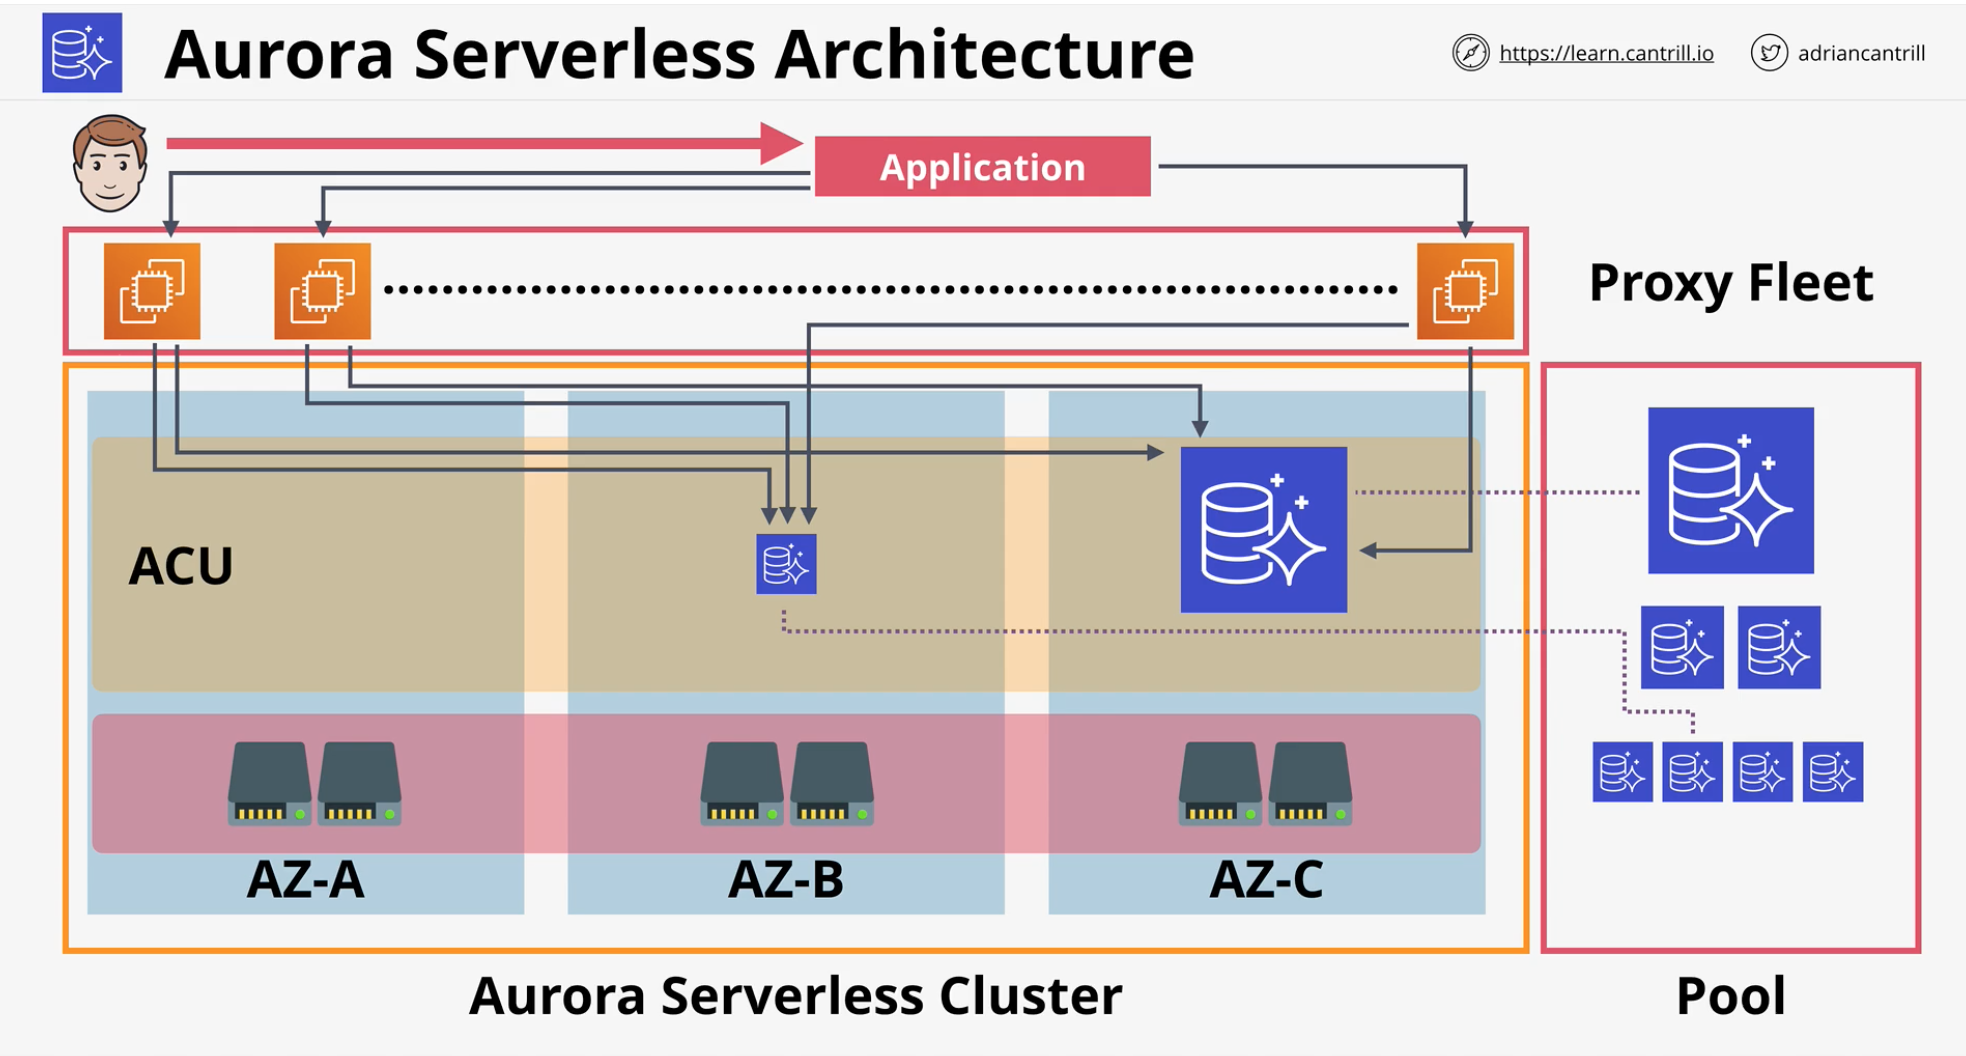 Aurora Serverless Architecture
https://learn.cantrill.io
adriancantrill
Application
Proxy Fleet
ACU
AZ-A
AZ-B
AZ-C
Aurora Serverless Cluster
Pool